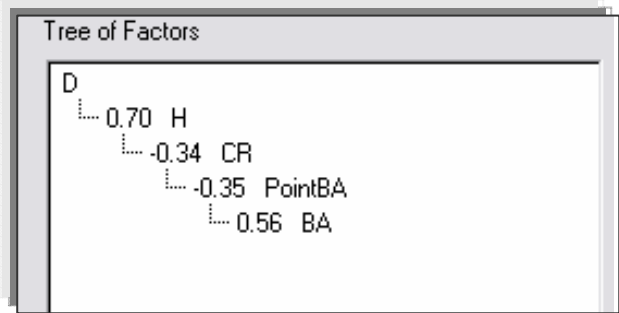 Tree of Factors
D
0.70 H
-0.34 CR
-0.35 PointBA
0.56 BA